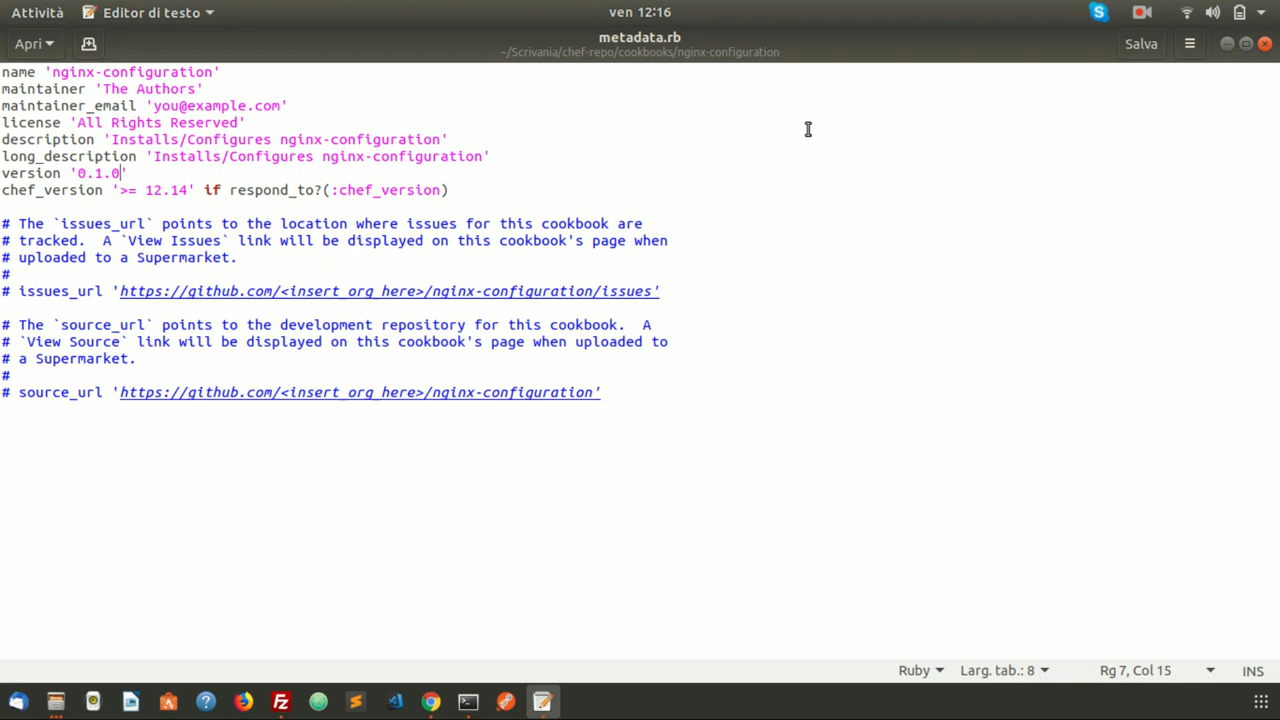 Attività Editor di testo ven 12:16
Apri metadata.rb Salva
~/Scrivania/chef-repo/cookbooks/nginx-configuration
name 'nginx-configuration'
maintainer 'The Authors'
maintainer_email 'you@example.com'
license 'All Rights Reserved'
description 'Installs/Configures nginx-configuration'
long_description 'Installs/Configures nginx-configuration'
version '0.1.0'
chef_version '>= 12.14' if respond_to?(:chef_version)
# The `issues_url` points to the location where issues for this cookbook are
# tracked.  A `View Issues` link will be displayed on this cookbook's page when
# uploaded to a Supermarket.
#
# issues_url 'https://github.com/<insert_org_here>/nginx-configuration/issues'
# The `source_url` points to the development repository for this cookbook.  A
# `View Source` link will be displayed on this cookbook's page when uploaded to
# a Supermarket.
#
# source_url 'https://github.com/<insert_org_here>/nginx-configuration'
Ruby Larg. tab.: 8 Rg 7, Col 15 INS